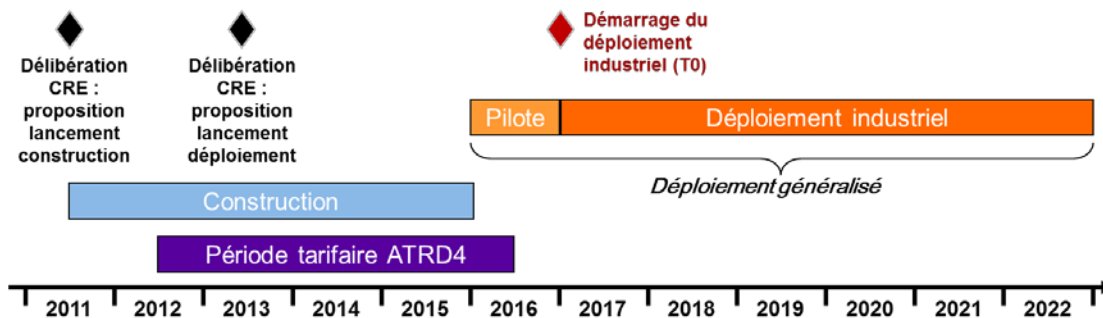 Délibération
CRE :
proposition
lancement
construction
Délibération
CRE :
proposition
lancement
déploiement
Démarrage du
déploiement
industriel (T0)
Pilote
Déploiement industriel
Déploiement généralisé
Construction
Période tarifaire ATRD4
2011 2012 2013 2014 2015 2016 2017 2018 2019 2020 2021 2022